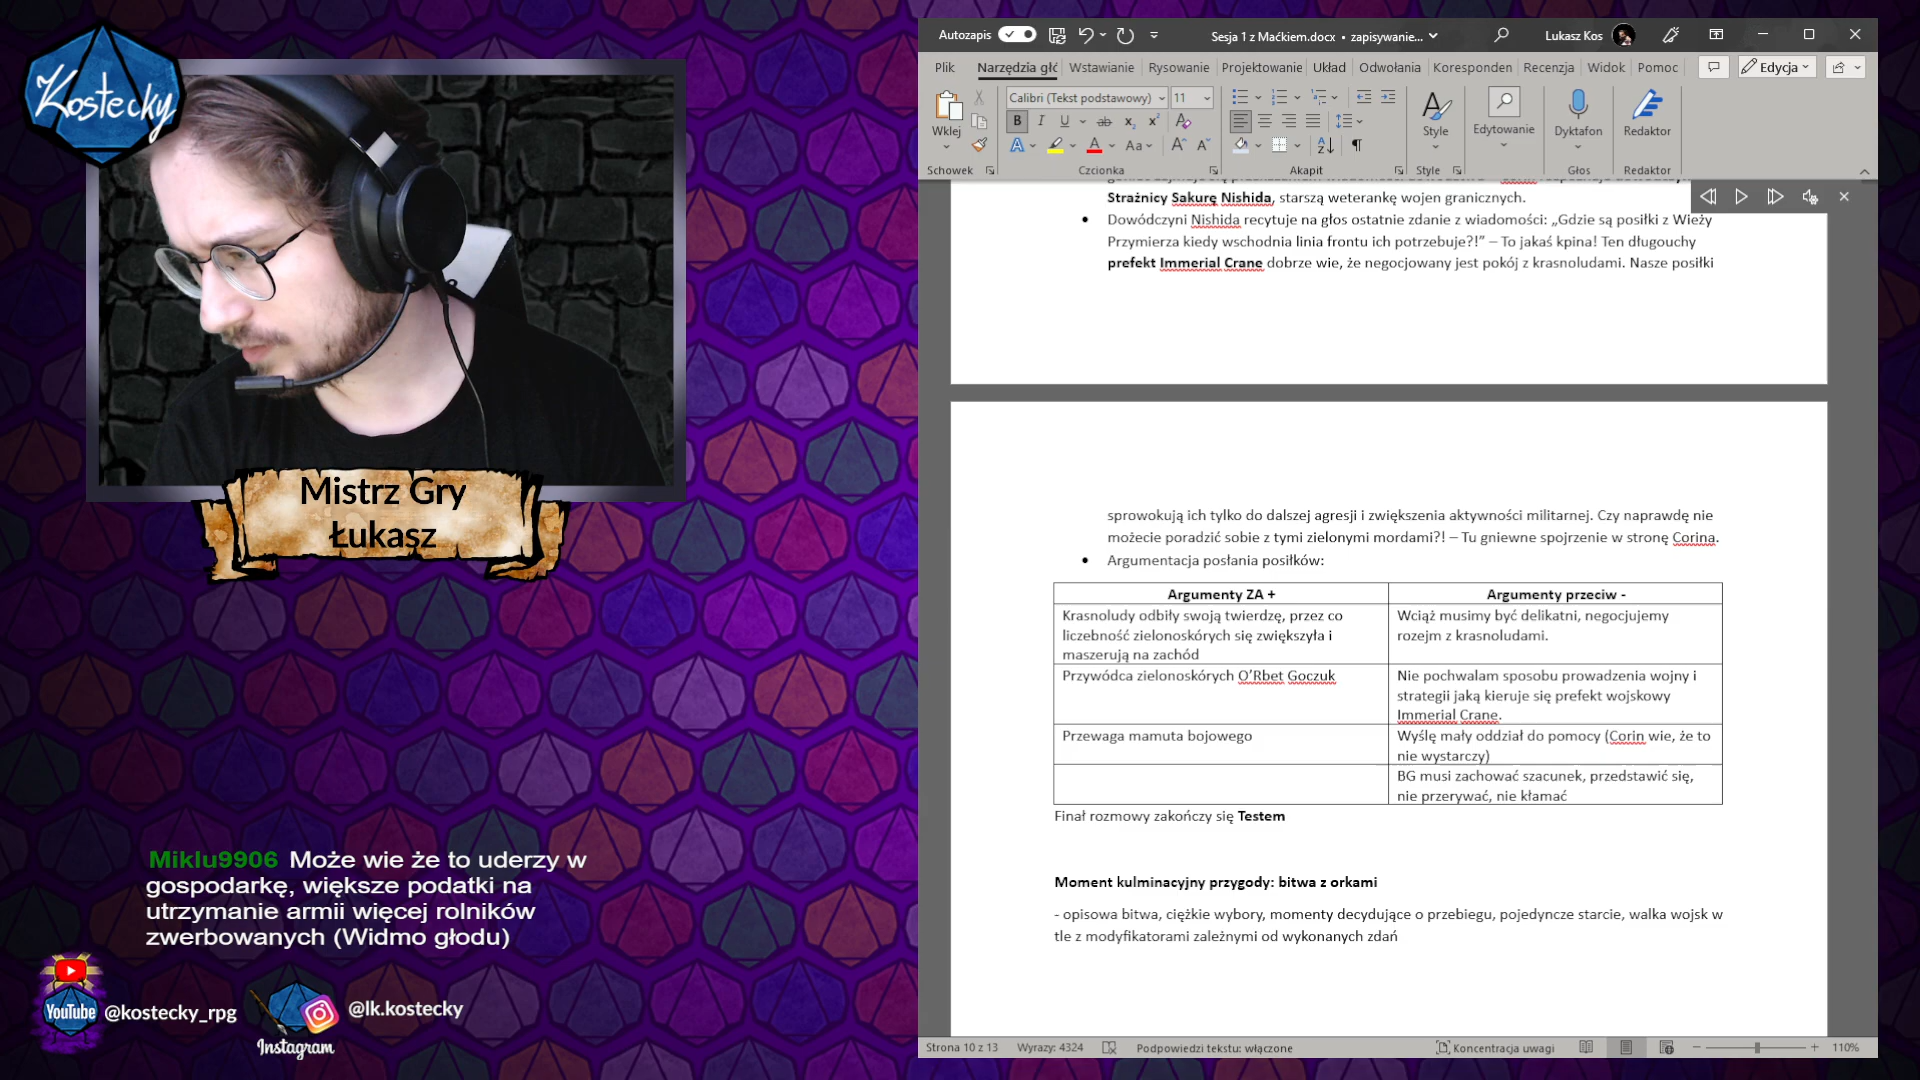 Kostecky
Mistrz Gry
Łukasz
Miklu9906 Może wie że to uderzy w
gospodarkę, większe podatki na
utrzymanie armii więcej rolników
zwerbowanych (Widmo głodu)
YouTube @kostecky_rpg
Instagram @lk.kostecky
Autozapis
Sesja 1 z Maćkiem.docx • zapisywanie...
Lukasz Kos
Plik Narzędzia głć Wstawianie Rysowanie Projektowanie Układ Odwołania Koresponden Recenzja Widok Pomoc Edycja
Calibri (Tekst podstawowy) 11
Wklej
Style
Edytowanie
Dyktafon
Redaktor
Schowek Czcionka Akapit Style Głos Redaktor
Strażnicy Sakurę Nishida, starszą weterankę wojen granicznych.
• Dowódczyni Nishida recytuje na głos ostatnie zdanie z wiadomości: „Gdzie są posiłki z Wieży
Przymierza kiedy wschodnia linia frontu ich potrzebuje?!” – To jakaś kpina! Ten długouchy
prefekt Immerial Crane dobrze wie, że negocjowany jest pokój z krasnoludami. Nasze posiłki
sprowokują ich tylko do dalszej agresji i zwiększenia aktywności militarnej. Czy naprawdę nie
możecie poradzić sobie z tymi zielonymi mordami?! – Tu gniewne spojrzenie w stronę Corina.
• Argumentacja posłania posiłków:
Argumenty ZA +
Argumenty przeciw -
Krasnoludy odbiły swoją twierdzę, przez co
liczebność zielonoskórych się zwiększyła i
maszerują na zachód
Wciąż musimy być delikatni, negocjujemy
rozejm z krasnoludami.
Przywódca zielonoskórych O’Rbet Goczuk
Nie pochwalam sposobu prowadzenia wojny i
strategii jaką kieruje się prefekt wojskowy
Immerial Crane.
Przewaga mamuta bojowego
Wyślę mały oddział do pomocy (Corin wie, że to
nie wystarczy)
BG musi zachować szacunek, przedstawić się,
nie przerywać, nie kłamać
Finał rozmowy zakończy się Testem
Moment kulminacyjny przygody: bitwa z orkami
- opisowa bitwa, ciężkie wybory, momenty decydujące o przebiegu, pojedyncze starcie, walka wojsk w
tle z modyfikatorami zależnymi od wykonanych zdań
Strona 10 z 13 Wyrazy: 4324 Podpowiedzi tekstu: włączone Koncentracja uwagi 110%